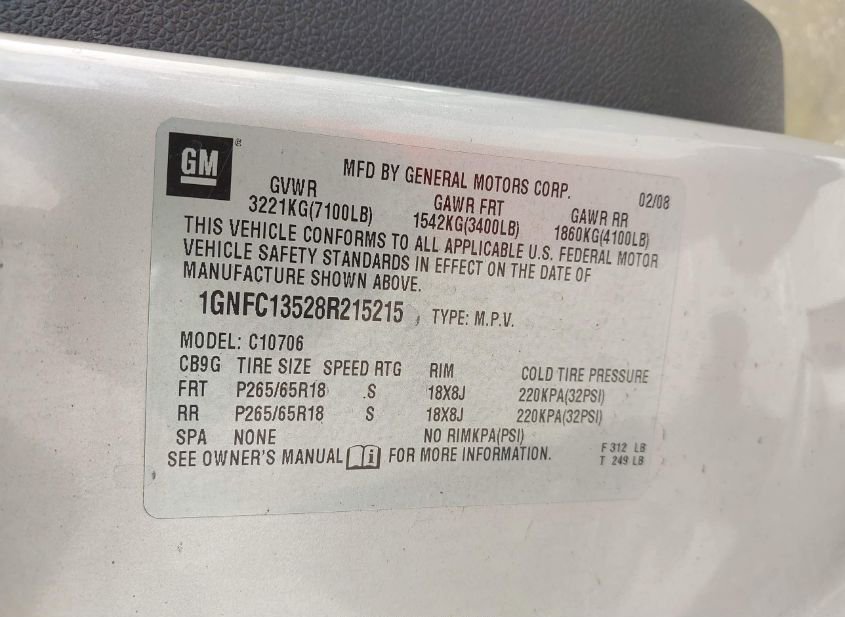 GM ®
MFD BY GENERAL MOTORS CORP. 02/08
GVWR GAWR FRT GAWR RR
3221KG(7100LB) 1542KG(3400LB) 1860KG(4100LB)
THIS VEHICLE CONFORMS TO ALL APPLICABLE U.S. FEDERAL MOTOR
VEHICLE SAFETY STANDARDS IN EFFECT ON THE DATE OF
MANUFACTURE SHOWN ABOVE.
1GNFC13528R215215 TYPE: M.P.V.
MODEL: C10706
CB9G TIRE SIZE SPEED RTG RIM COLD TIRE PRESSURE
FRT P265/65R18 S 18X8J 220KPA(32PSI)
RR P265/65R18 S 18X8J 220KPA(32PSI)
SPA NONE NO RIMKPA(PSI)
SEE OWNER'S MANUAL i FOR MORE INFORMATION.
F 312 LB
T 249 LB